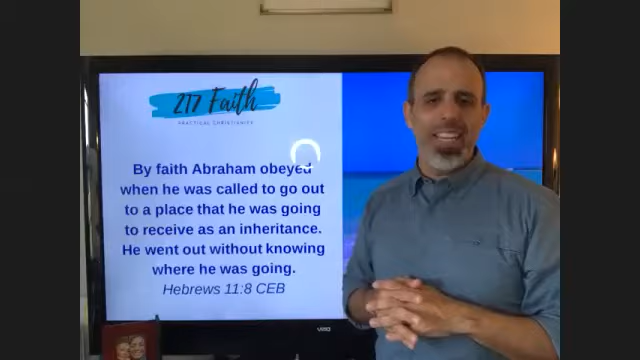 217 Faith
PRACTICAL CHRISTIANITY
By faith Abraham obeyed
when he was called to go out
to a place that he was going
to receive as an inheritance.
He went out without knowing
where he was going.
Hebrews 11:8 CEB
VIZIO